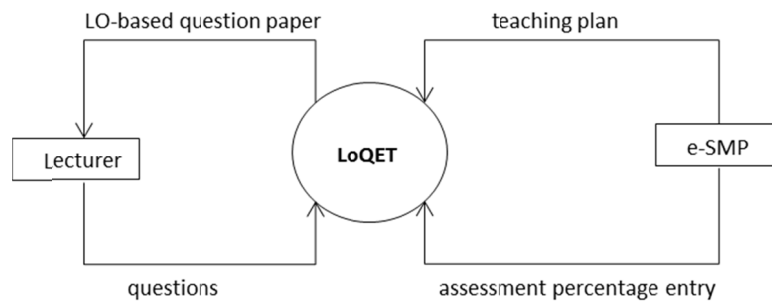 LO-based question paper
teaching plan
Lecturer
LoQET
e-SMP
questions
assessment percentage entry